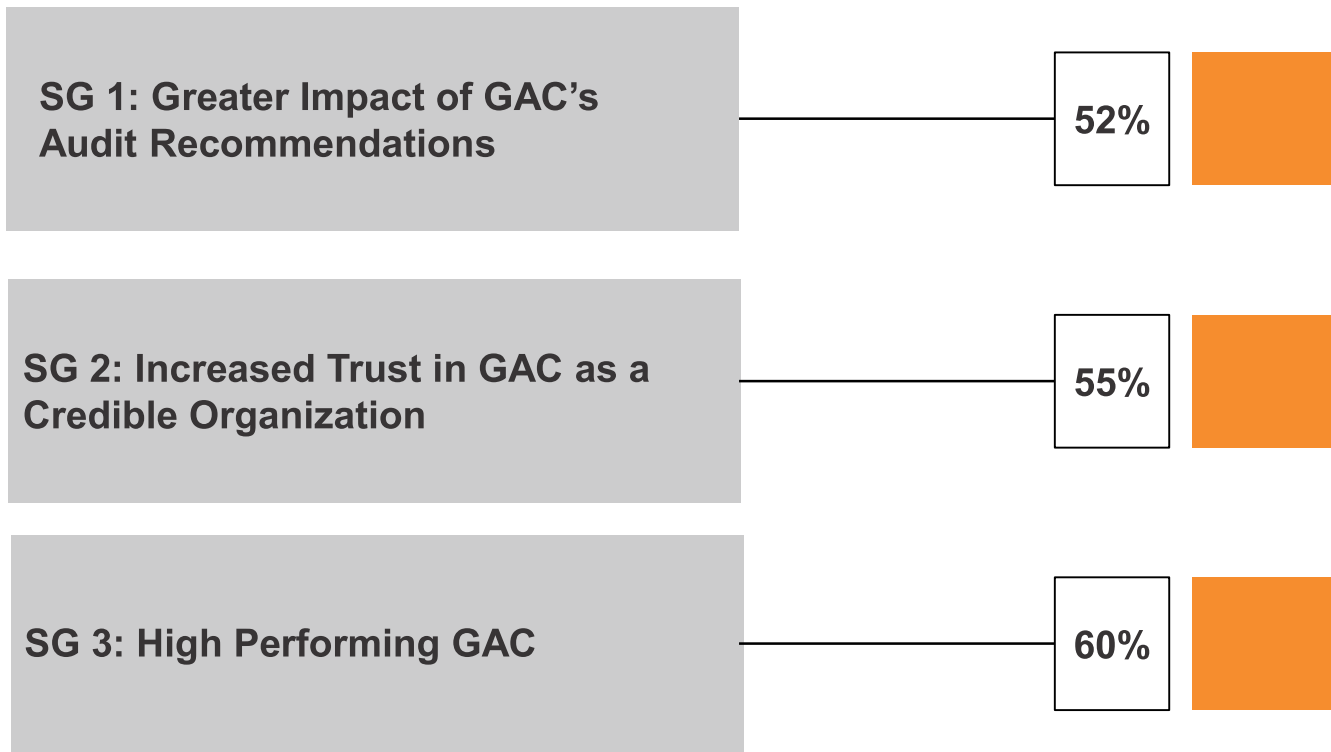 SG 1: Greater Impact of GAC’s
Audit Recommendations
52%
SG 2: Increased Trust in GAC as a
Credible Organization
55%
SG 3: High Performing GAC
60%